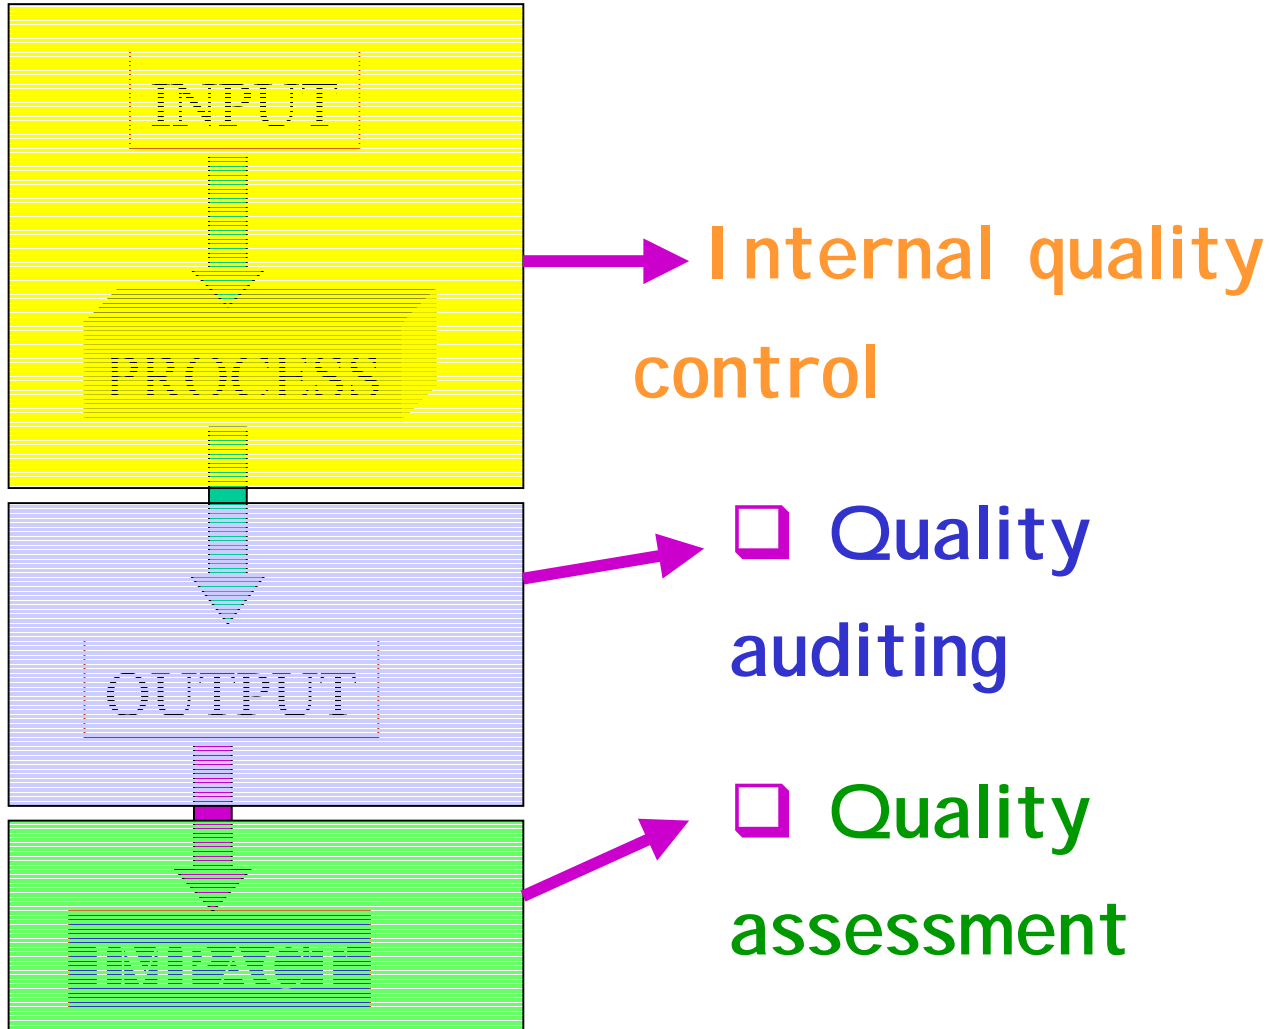 INPUT
PROCESS
OUTPUT
IMPACT
Internal quality
control
❑ Quality
auditing
❑ Quality
assessment